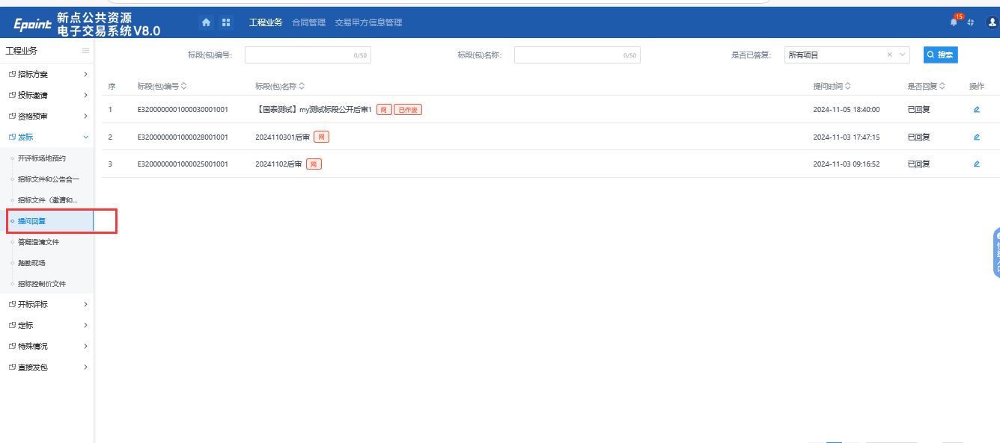 Epoint 新点公共资源
电子交易系统V8.0
工程业务 合同管理 交易甲方信息管理
15
工程业务
招标方案
投标邀请
资格预审
发标
开评标场地预约
招标文件和公告合一
招标文件（邀请和...
提问回复
答疑澄清文件
踏勘现场
招标控制价文件
开标评标
定标
特殊情况
直接发包
标段(包)编号: 0/50 标段(包)名称: 0/50 是否已答复: 所有项目 搜索
序 标段(包)编号 标段(包)名称 提问时间 是否回复 操作
1 E3200000001000030001001 【国泰测试】my测试标段公开后审1 网 已作废 2024-11-05 18:40:00 已回复
2 E3200000001000028001001 2024110301后审 网 2024-11-03 17:47:15 已回复
3 E3200000001000025001001 20241102后审 网 2024-11-03 09:16:52 已回复